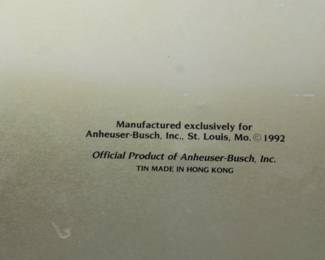 Manufactured exclusively for
Anheuser-Busch, Inc., St. Louis, Mo. © 1992
Official Product of Anheuser-Busch, Inc.
TIN MADE IN HONG KONG